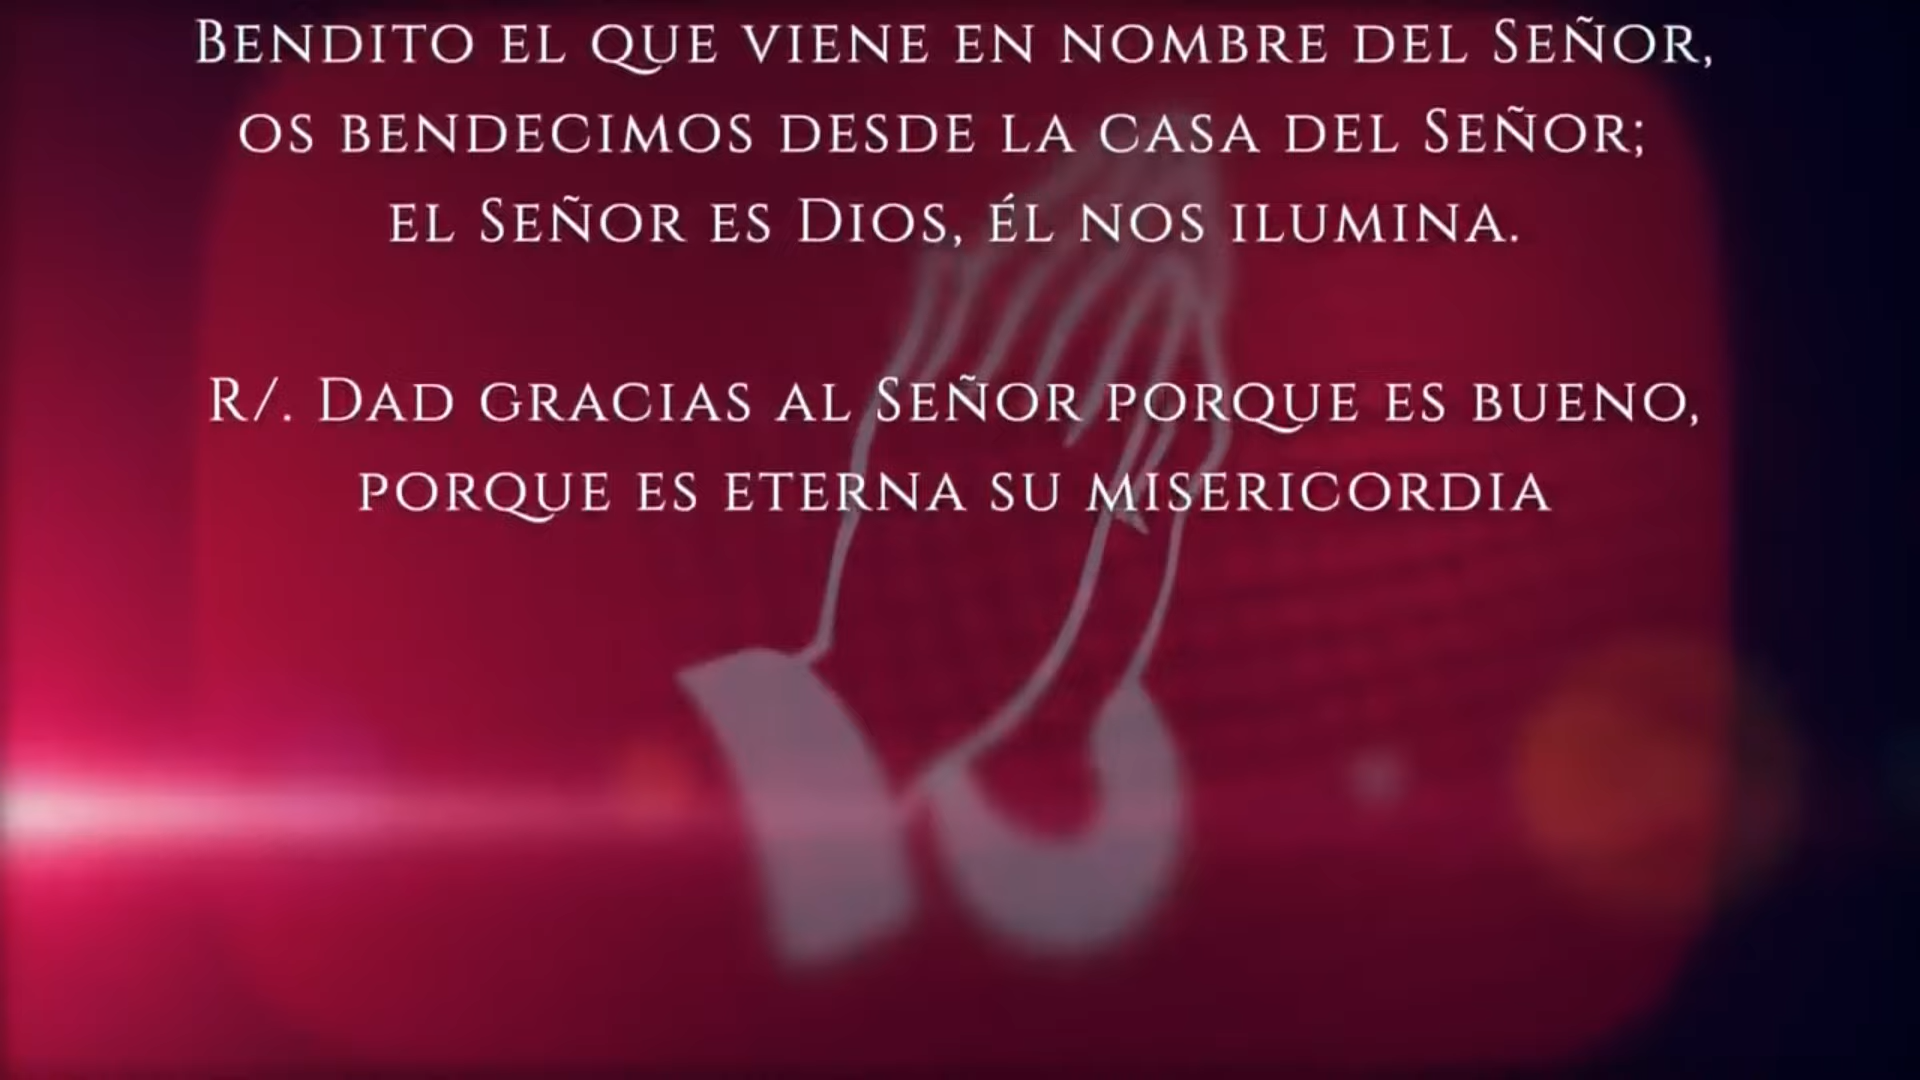 Bendito el que viene en nombre del Señor,
os bendecimos desde la casa del Señor;
el Señor es Dios, él nos ilumina.
R/. Dad gracias al Señor porque es bueno,
porque es eterna su misericordia